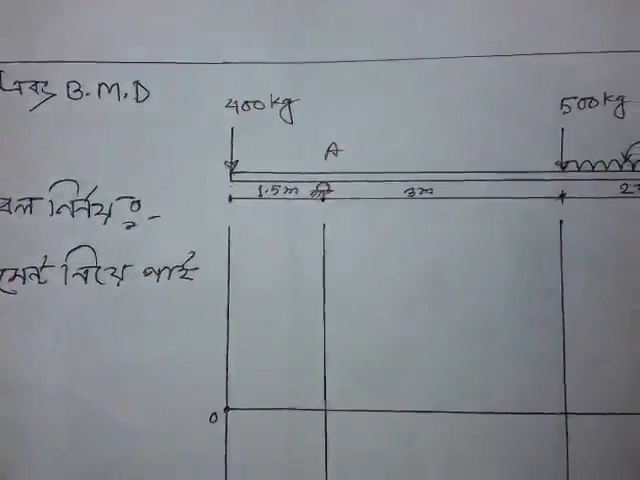 এবং B.M.D
400kg
500kg
A
1.5m
3m
বল নির্ণয় ঃ-
মেন্ট নিয়ে পাই
0